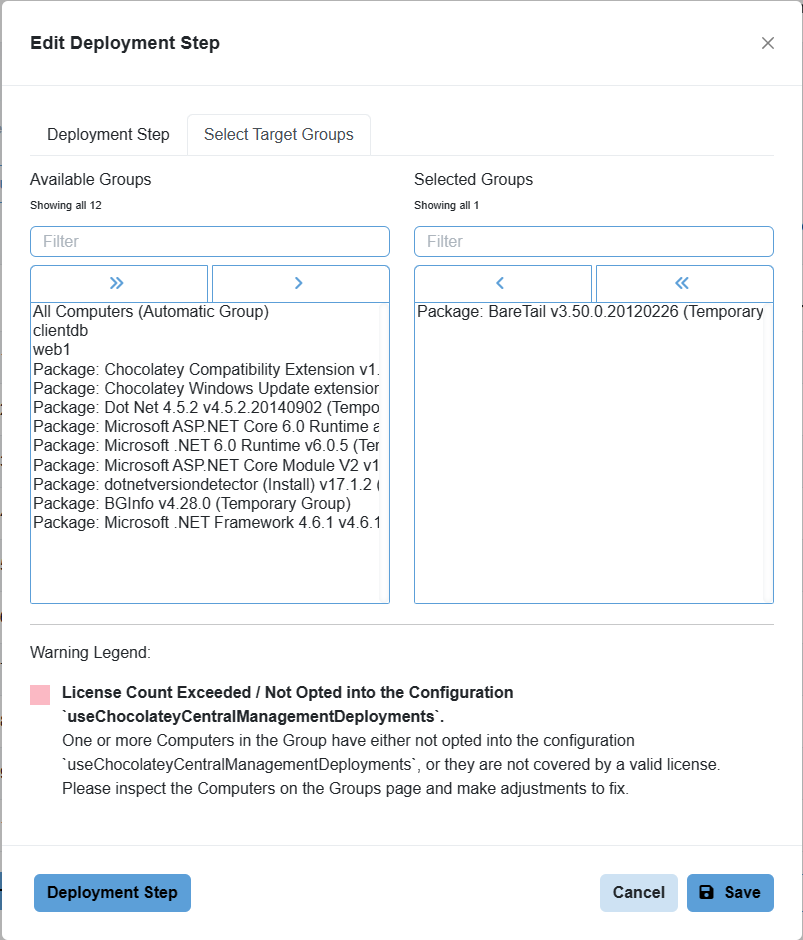 Edit Deployment Step
Deployment Step
Select Target Groups
Available Groups
Showing all 12
Filter
All Computers (Automatic Group)
clientdb
web1
Package: Chocolatey Compatibility Extension v1.
Package: Chocolatey Windows Update extension
Package: Dot Net 4.5.2 v4.5.2.20140902 (Tempo
Package: Microsoft ASP.NET Core 6.0 Runtime a
Package: Microsoft .NET 6.0 Runtime v6.0.5 (Ter
Package: Microsoft ASP.NET Core Module V2 v1
Package: dotnetversiondetector (Install) v17.1.2 (
Package: BGInfo v4.28.0 (Temporary Group)
Package: Microsoft .NET Framework 4.6.1 v4.6.1
Selected Groups
Showing all 1
Filter
Package: BareTail v3.50.0.20120226 (Temporary
Warning Legend:
License Count Exceeded / Not Opted into the Configuration
`useChocolateyCentralManagementDeployments`.
One or more Computers in the Group have either not opted into the configuration
`useChocolateyCentralManagementDeployments`, or they are not covered by a valid license.
Please inspect the Computers on the Groups page and make adjustments to fix.
Deployment Step
Cancel
Save